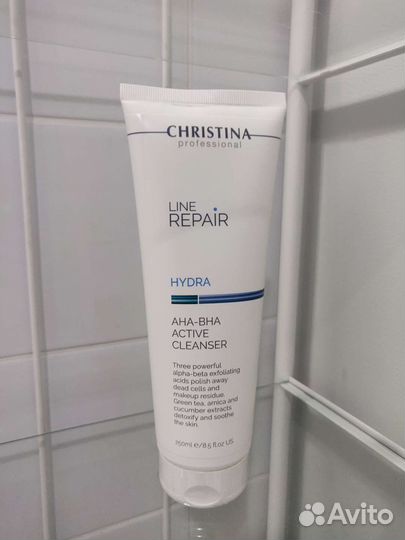 CHRISTINA
professional
LINE
REPAIR
HYDRA
AHA-BHA
ACTIVE
CLEANSER
Three powerful
alpha-beta exfoliating
acids polish away
dead cells and
makeup residue.
Green tea, arnica and
cucumber extracts
detoxify and soothe
the skin.
250ml e/8.5 fl.oz US
Avito